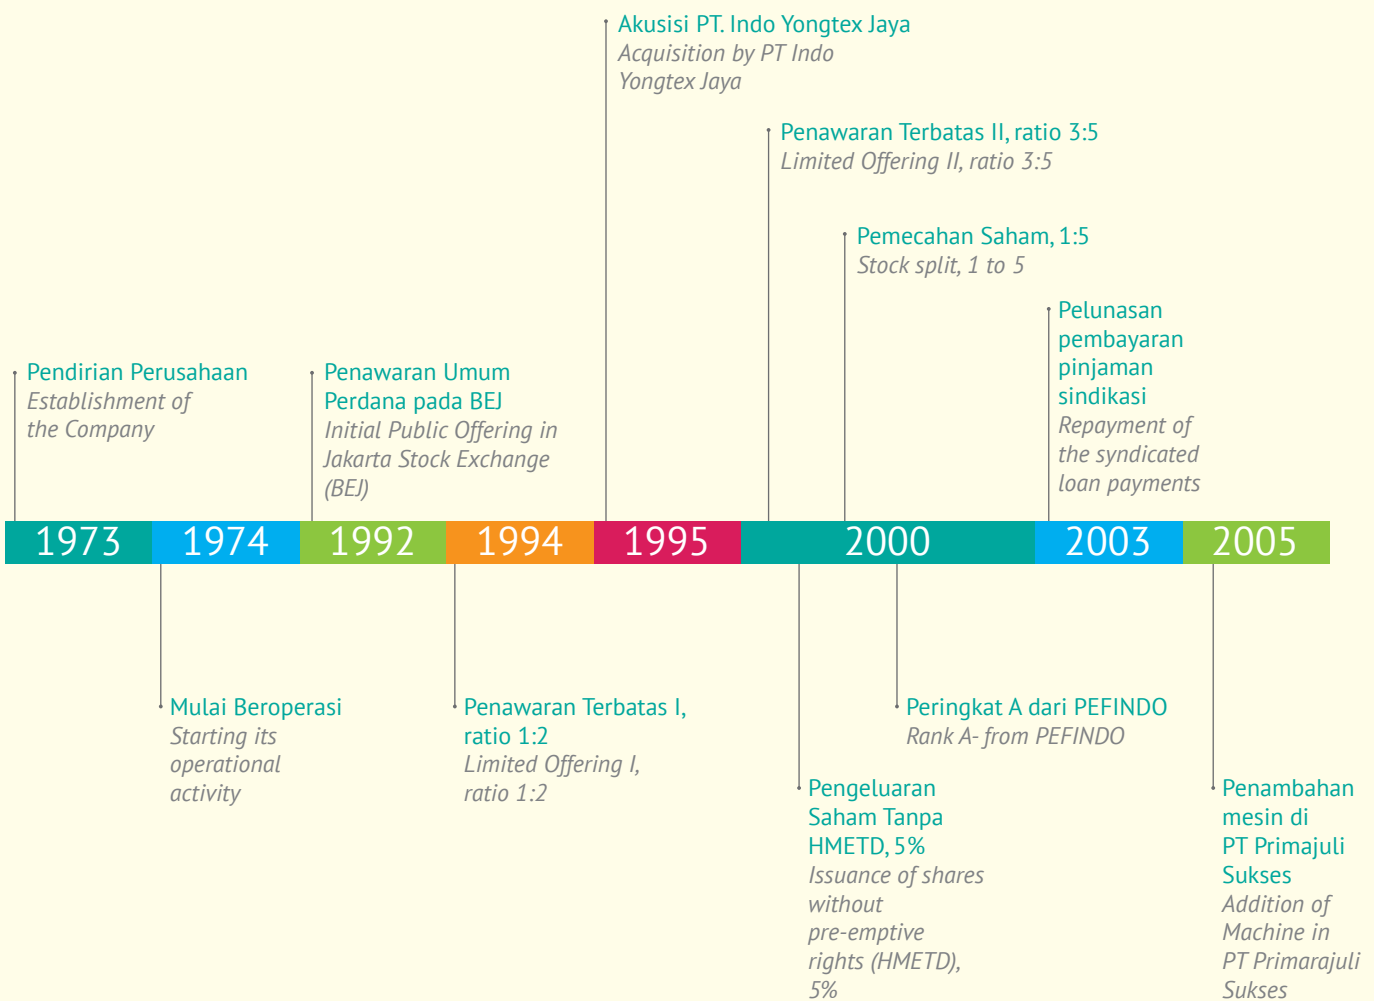 Akusisi PT. Indo Yongtex Jaya
Acquisition by PT Indo
Yongtex Jaya
Penawaran Terbatas II, ratio 3:5
Limited Offering II, ratio 3:5
Pemecahan Saham, 1:5
Stock split, 1 to 5
Pelunasan
pembayaran
pinjaman
sindikasi
Repayment of
the syndicated
loan payments
Pendirian Perusahaan
Establishment of
the Company
Penawaran Umum
Perdana pada BEJ
Initial Public Offering in
Jakarta Stock Exchange
(BEJ)
1973 1974 1992 1994 1995 2000 2003 2005
Mulai Beroperasi
Starting its
operational
activity
Penawaran Terbatas I,
ratio 1:2
Limited Offering I,
ratio 1:2
Peringkat A dari PEFINDO
Rank A- from PEFINDO
Pengeluaran
Saham Tanpa
HMETD, 5%
Issuance of shares
without
pre-emptive
rights (HMETD),
5%
Penambahan
mesin di
PT Primajuli
Sukses
Addition of
Machine in
PT Primarajuli
Sukses